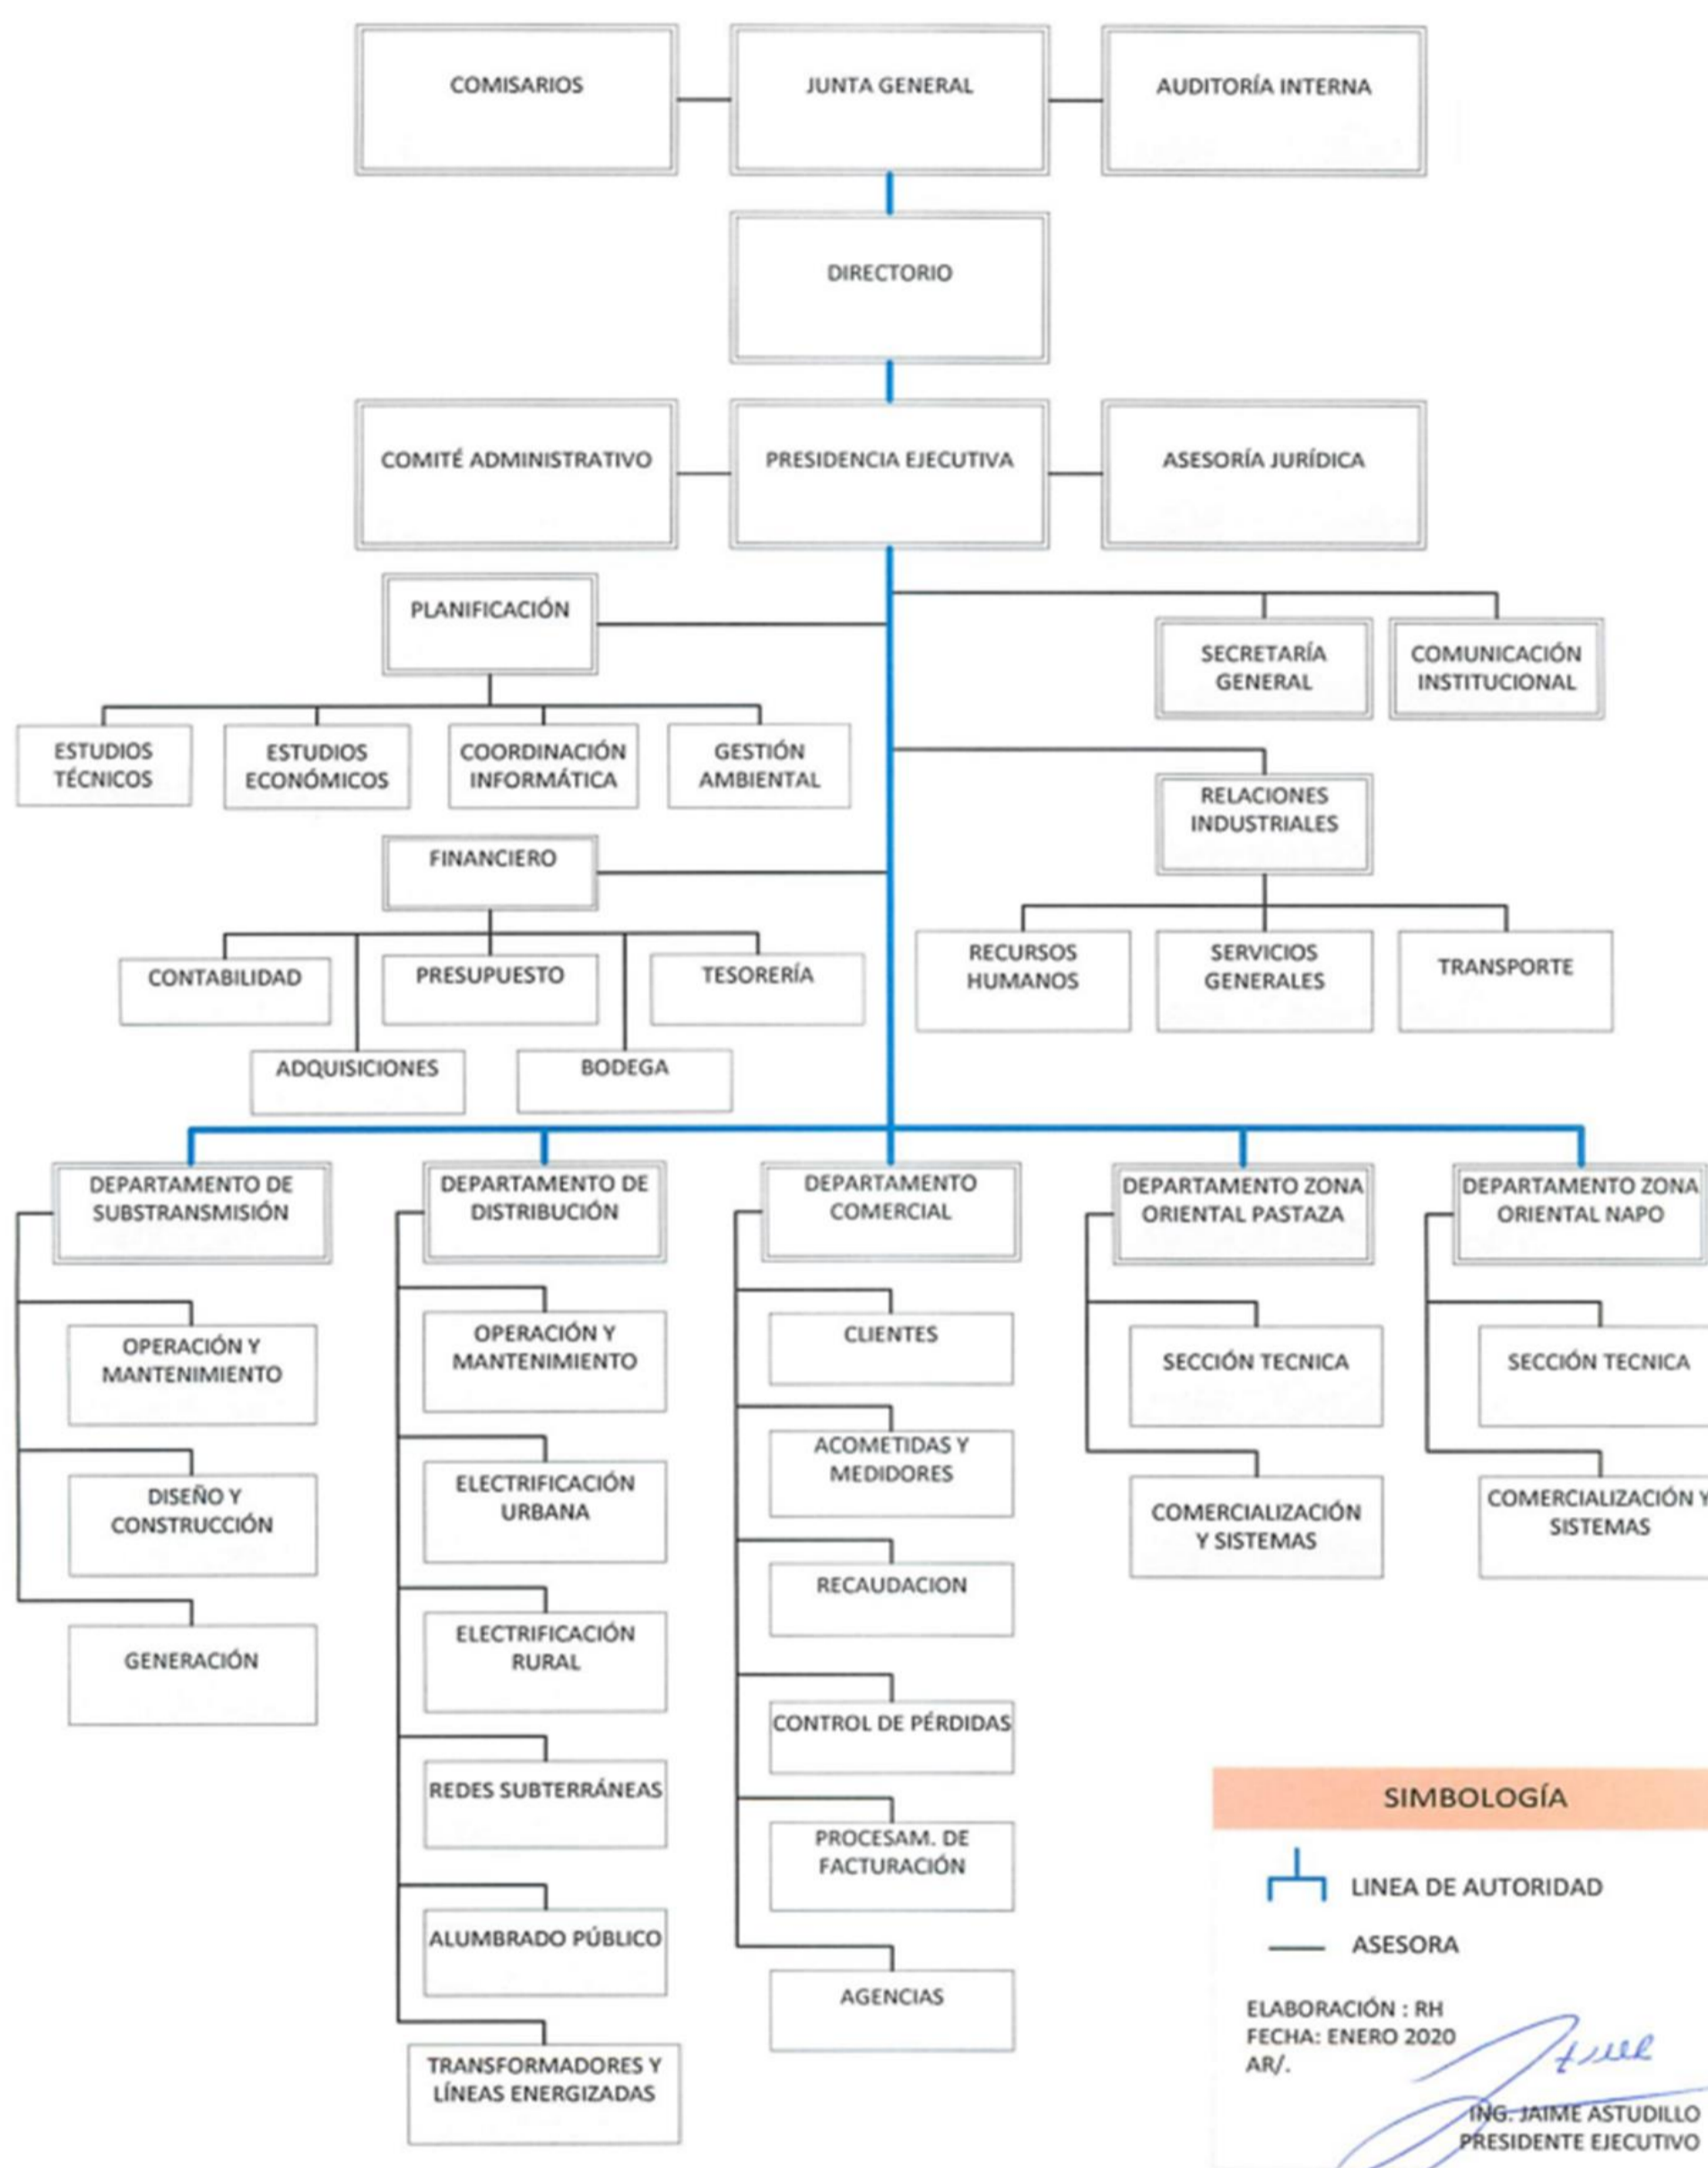 COMISARIOS
JUNTA GENERAL
AUDITORÍA INTERNA
DIRECTORIO
COMITÉ ADMINISTRATIVO
PRESIDENCIA EJECUTIVA
ASESORÍA JURÍDICA
PLANIFICACIÓN
SECRETARÍA
GENERAL
COMUNICACIÓN
INSTITUCIONAL
ESTUDIOS
TÉCNICOS
ESTUDIOS
ECONÓMICOS
COORDINACIÓN
INFORMÁTICA
GESTIÓN
AMBIENTAL
RELACIONES
INDUSTRIALES
FINANCIERO
CONTABILIDAD
PRESUPUESTO
TESORERÍA
RECURSOS
HUMANOS
SERVICIOS
GENERALES
TRANSPORTE
ADQUISICIONES
BODEGA
DEPARTAMENTO DE
SUBSTRANSMISIÓN
OPERACIÓN Y
MANTENIMIENTO
DISEÑO Y
CONSTRUCCIÓN
GENERACIÓN
DEPARTAMENTO DE
DISTRIBUCIÓN
OPERACIÓN Y
MANTENIMIENTO
ELECTRIFICACIÓN
URBANA
ELECTRIFICACIÓN
RURAL
REDES SUBTERRÁNEAS
ALUMBRADO PÚBLICO
TRANSFORMADORES Y
LÍNEAS ENERGIZADAS
DEPARTAMENTO
COMERCIAL
CLIENTES
ACOMETIDAS Y
MEDIDORES
RECAUDACION
CONTROL DE PÉRDIDAS
PROCESAM. DE
FACTURACIÓN
AGENCIAS
DEPARTAMENTO ZONA
ORIENTAL PASTAZA
SECCIÓN TECNICA
COMERCIALIZACIÓN
Y SISTEMAS
DEPARTAMENTO ZONA
ORIENTAL NAPO
SECCIÓN TECNICA
COMERCIALIZACIÓN Y
SISTEMAS
SIMBOLOGÍA
LINEA DE AUTORIDAD
ASESORA
ELABORACIÓN : RH
FECHA: ENERO 2020
AR/.
ING. JAIME ASTUDILLO
PRESIDENTE EJECUTIVO